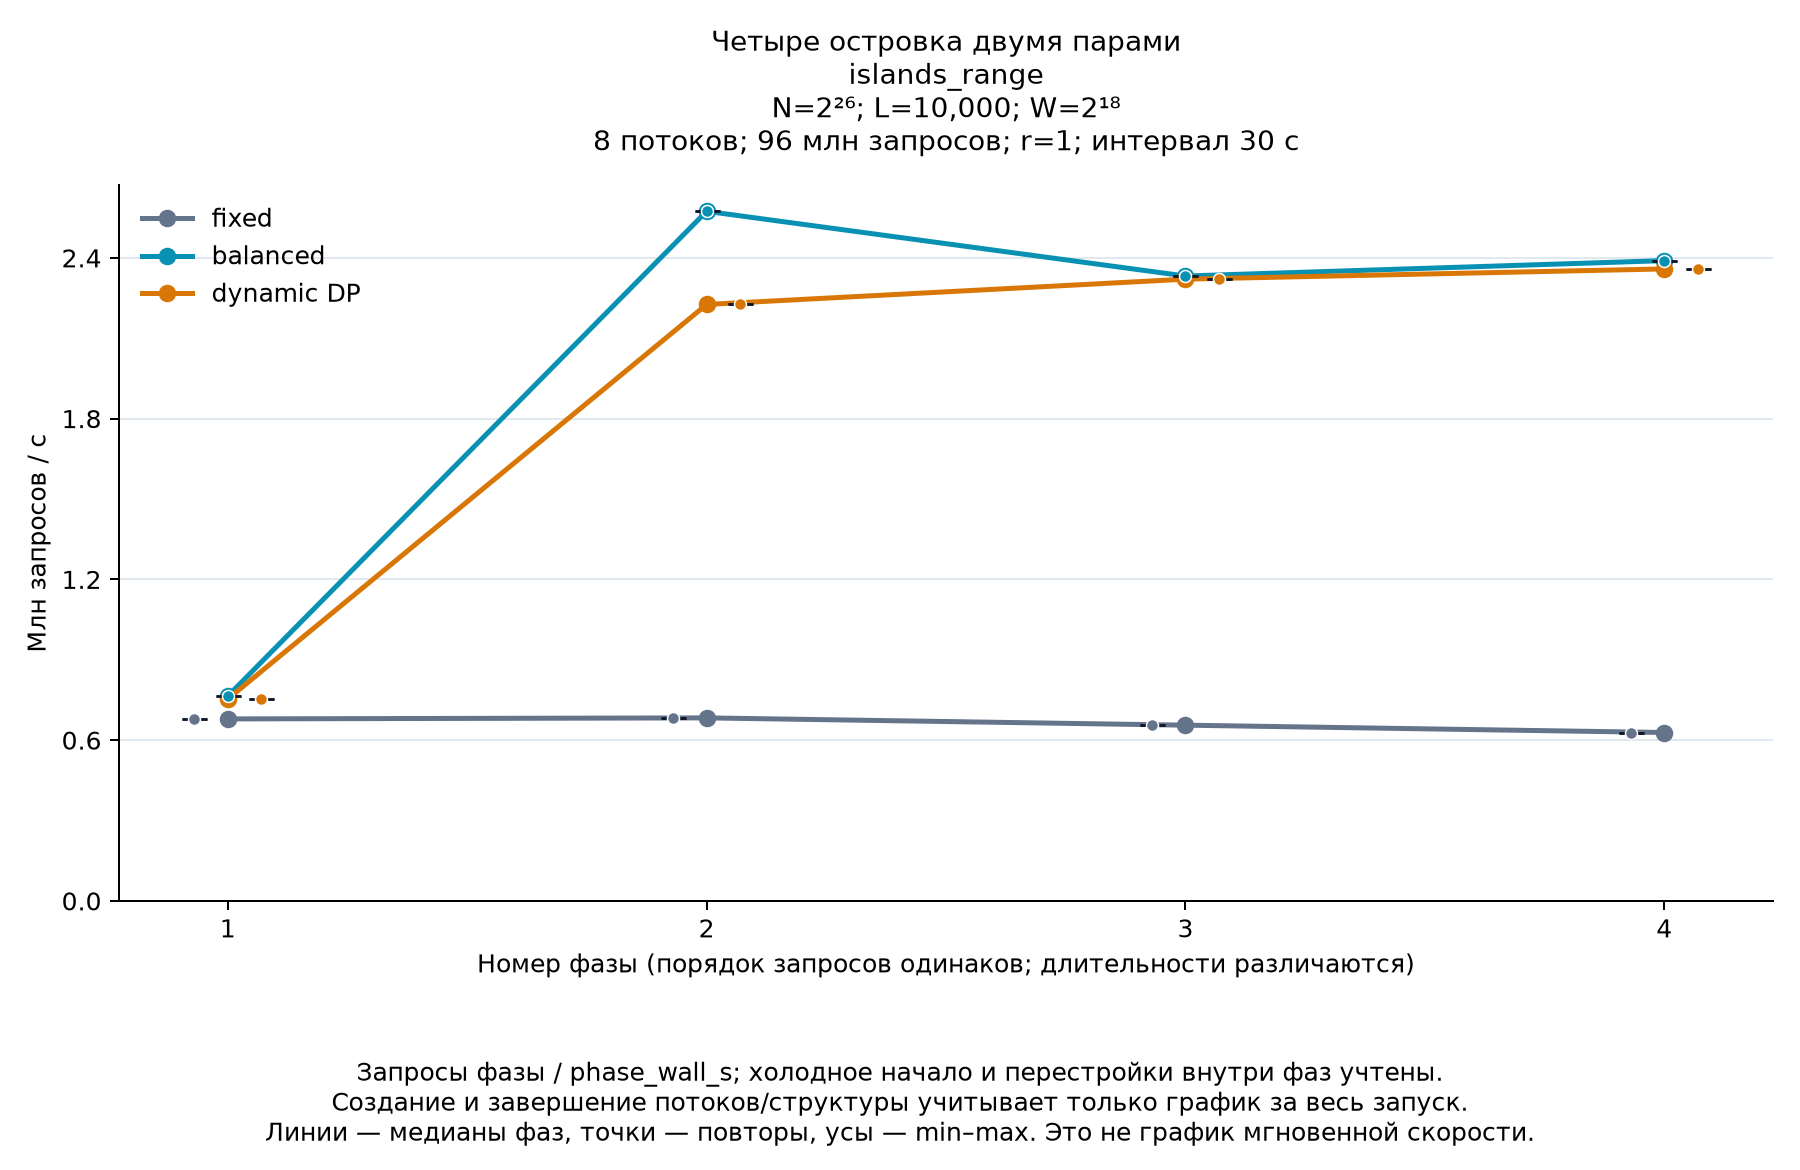 Четыре островка двумя парами
islands_range
N=2²⁶; L=10,000; W=2¹⁸
8 потоков; 96 млн запросов; r=1; интервал 30 с
fixed
balanced
dynamic DP
Млн запросов / с
2.4
1.8
1.2
0.6
0.0
1
2
3
4
Номер фазы (порядок запросов одинаков; длительности различаются)
Запросы фазы / phase_wall_s; холодное начало и перестройки внутри фаз учтены.
Создание и завершение потоков/структуры учитывает только график за весь запуск.
Линии — медианы фаз, точки — повторы, усы — min–max. Это не график мгновенной скорости.